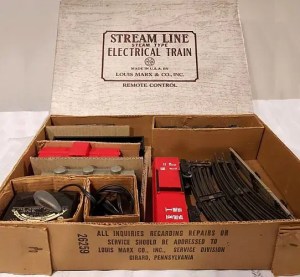 STREAM LINE
STEAM TYPE
ELECTRICAL TRAIN
MADE IN U.S.A. BY
LOUIS MARX & CO., INC.
REMOTE CONTROL
ALL INQUIRIES REGARDING REPAIRS OR
SERVICE SHOULD BE ADDRESSED TO
LOUIS MARX CO., INC. SERVICE DIVISION
GIRARD, PENNSYLVANIA
26239